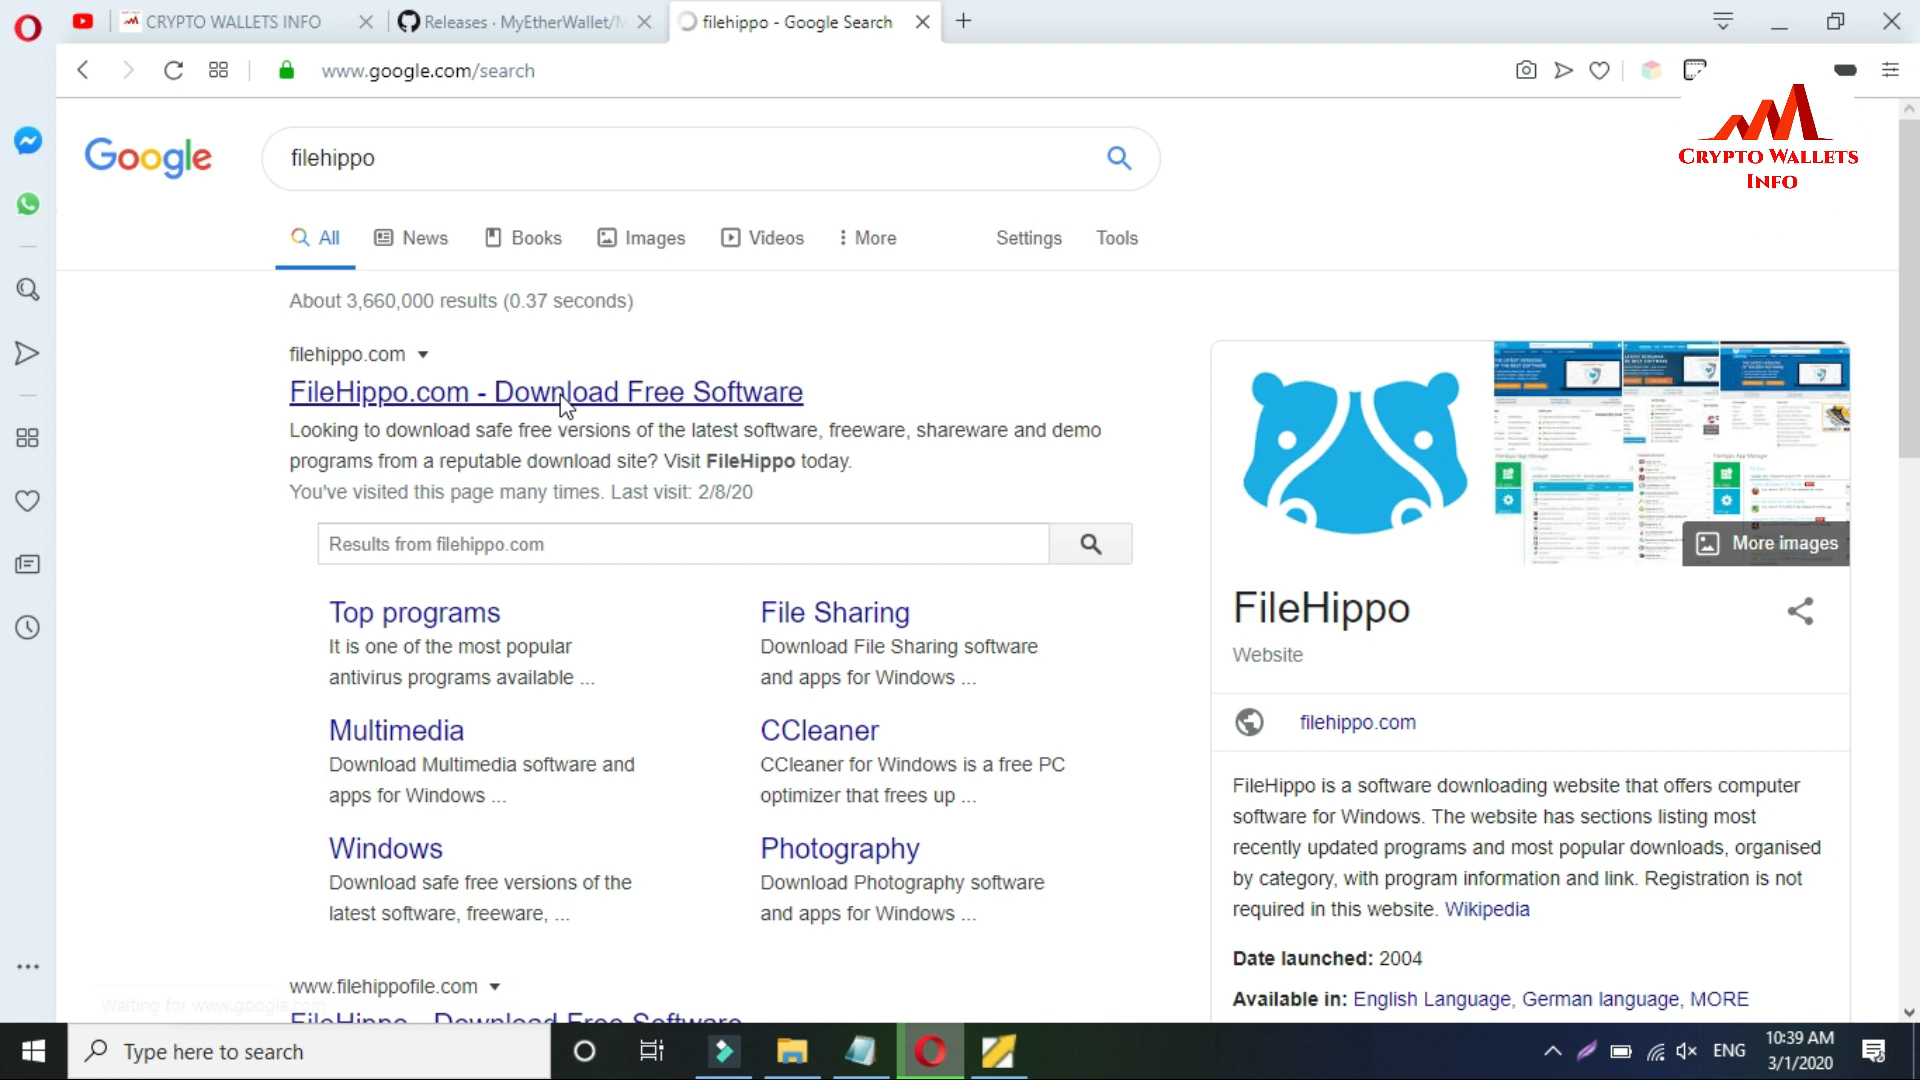 CRYPTO WALLETS INFO
Releases · MyEtherWallet/
filehippo - Google Search
www.google.com/search
CRYPTO WALLETS
INFO
Google
filehippo
All
News
Books
Images
Videos
More
Settings
Tools
About 3,660,000 results (0.37 seconds)
filehippo.com
FileHippo.com - Download Free Software
Looking to download safe free versions of the latest software, freeware, shareware and demo
programs from a reputable download site? Visit FileHippo today.
You've visited this page many times. Last visit: 2/8/20
Results from filehippo.com
Top programs
It is one of the most popular
antivirus programs available ...
File Sharing
Download File Sharing software
and apps for Windows ...
Multimedia
Download Multimedia software and
apps for Windows ...
CCleaner
CCleaner for Windows is a free PC
optimizer that frees up ...
Windows
Download safe free versions of the
latest software, freeware, ...
Photography
Download Photography software
and apps for Windows ...
www.filehippofile.com
FileHippo - Download Free Software
Waiting for www.google.com
More images
FileHippo
Website
filehippo.com
FileHippo is a software downloading website that offers computer
software for Windows. The website has sections listing most
recently updated programs and most popular downloads, organised
by category, with program information and link. Registration is not
required in this website. Wikipedia
Date launched: 2004
Available in: English Language, German language, MORE
Type here to search
ENG
10:39 AM
3/1/2020